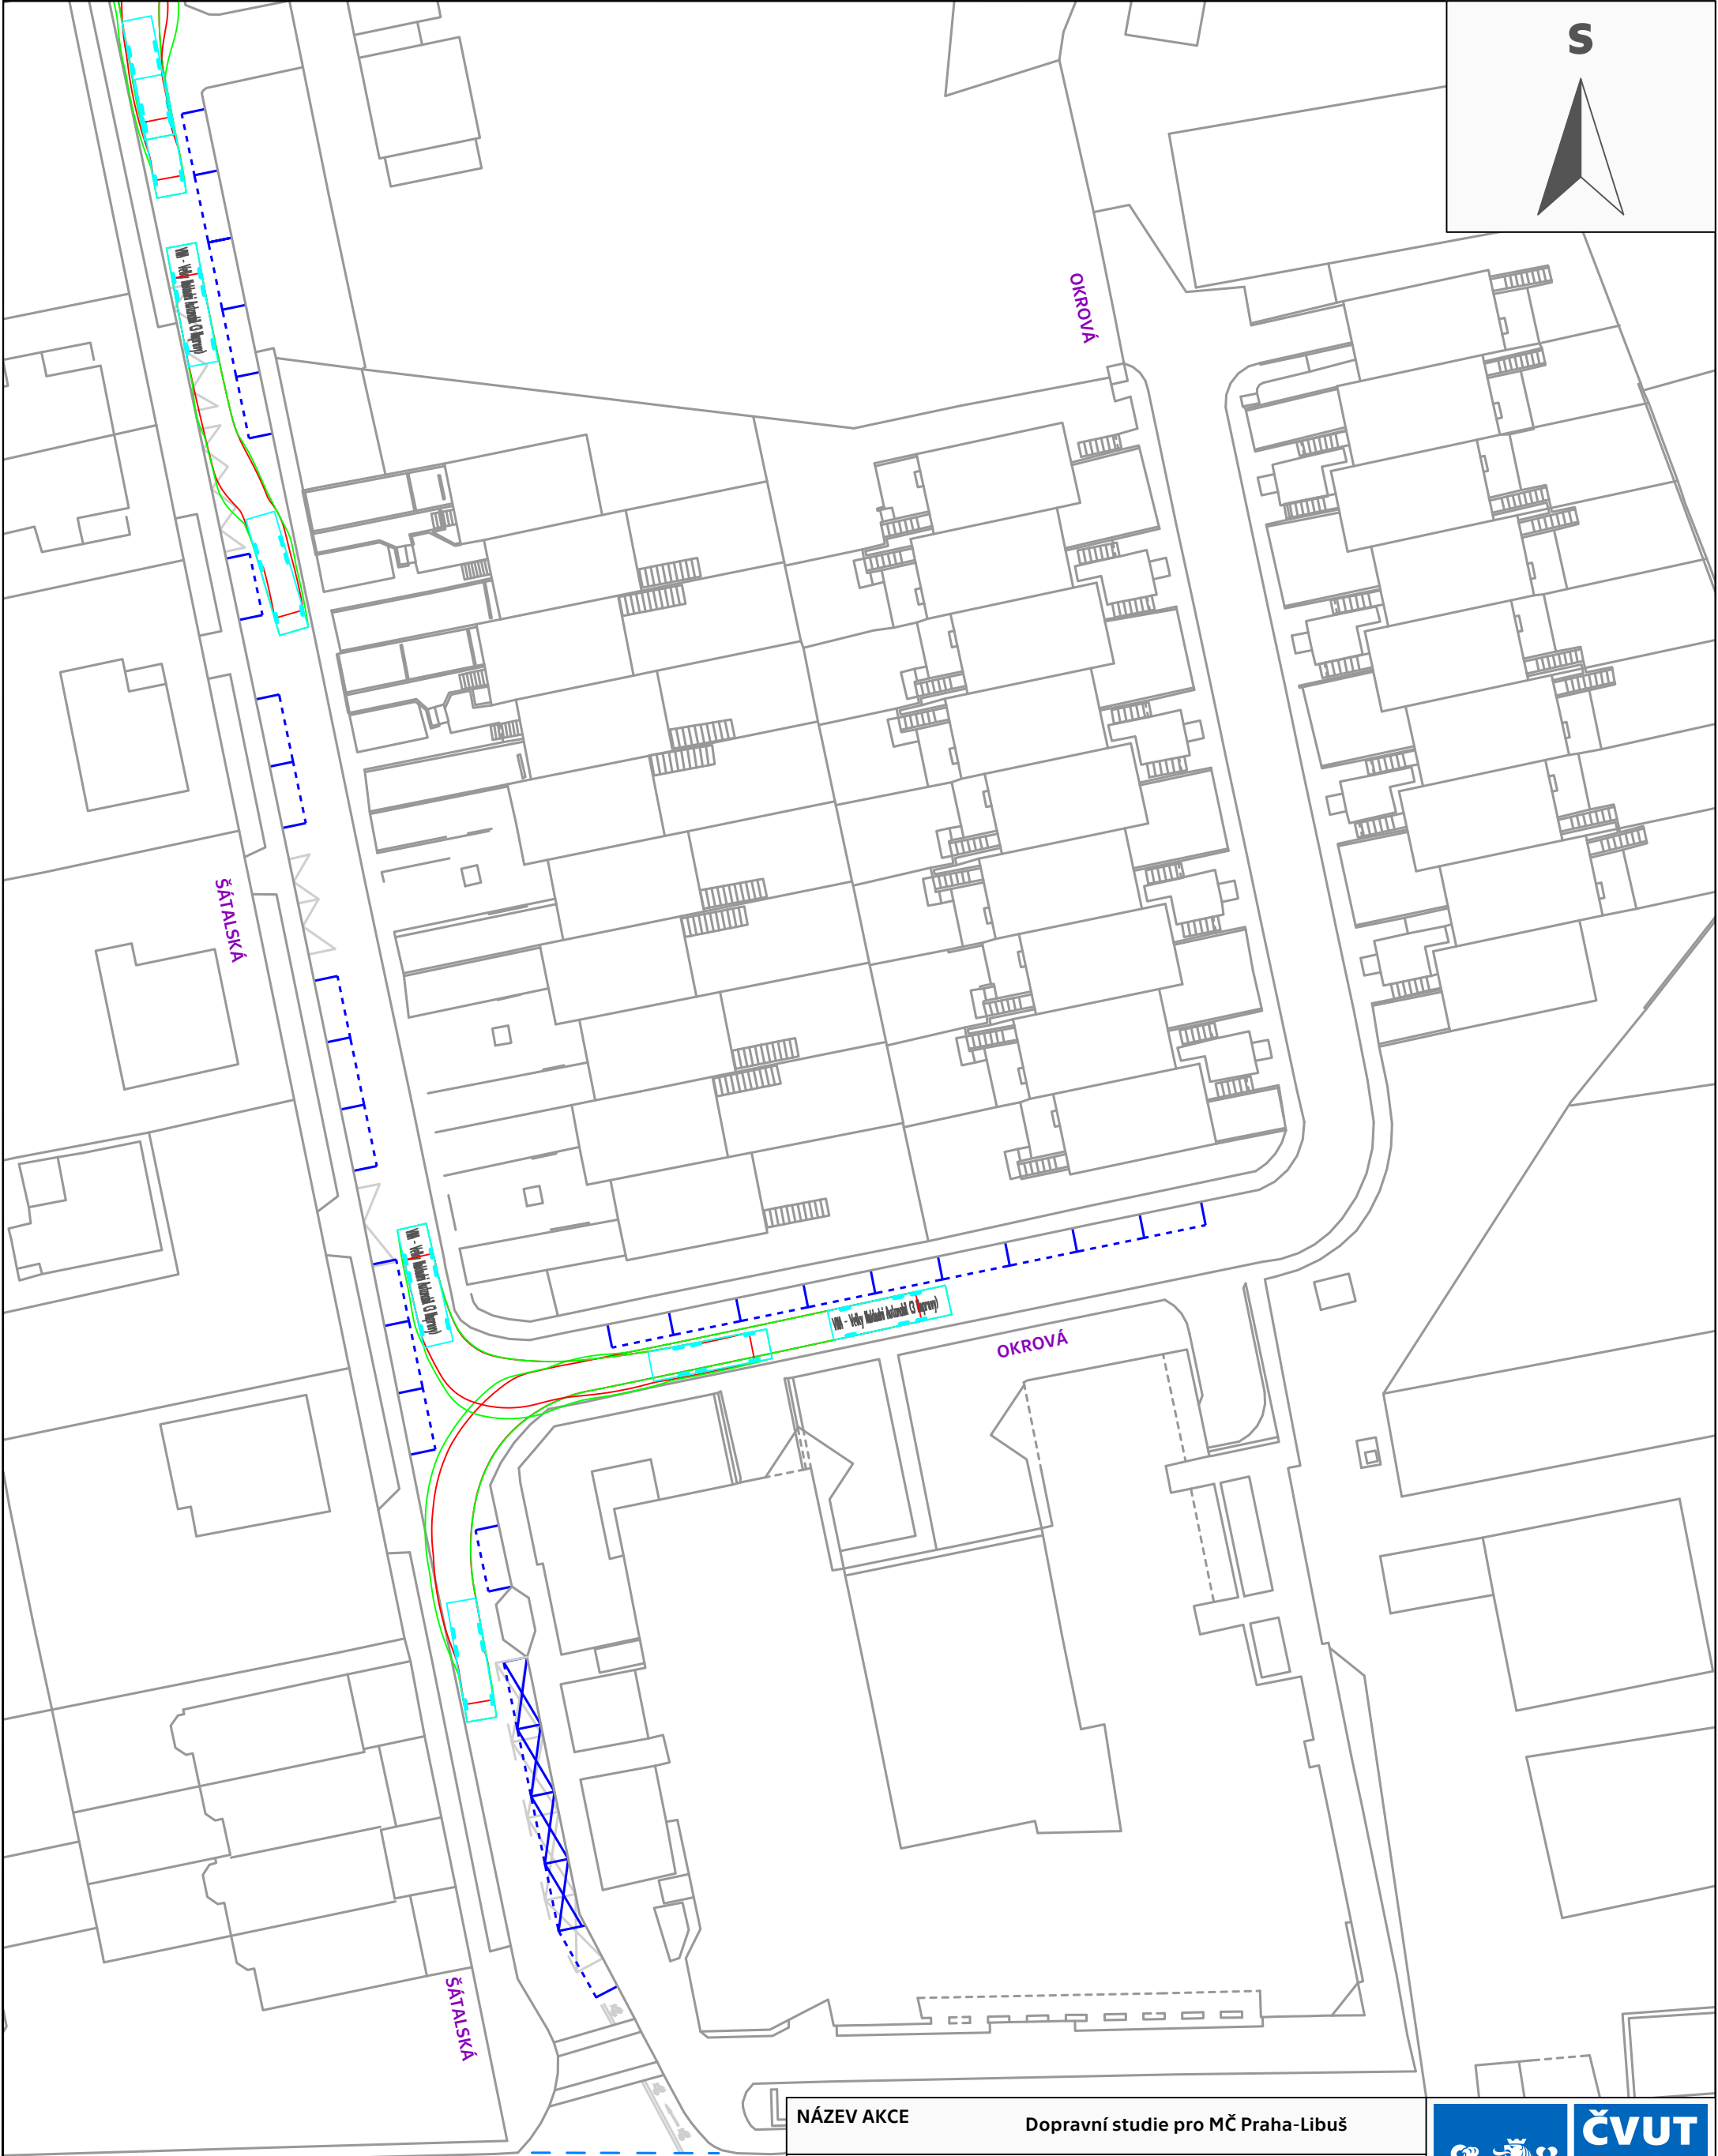 S
OKROVÁ
ŠÁTALSKÁ
OKROVÁ
ŠÁTALSKÁ
NÁZEV AKCE
Dopravní studie pro MČ Praha-Libuš
ČVUT